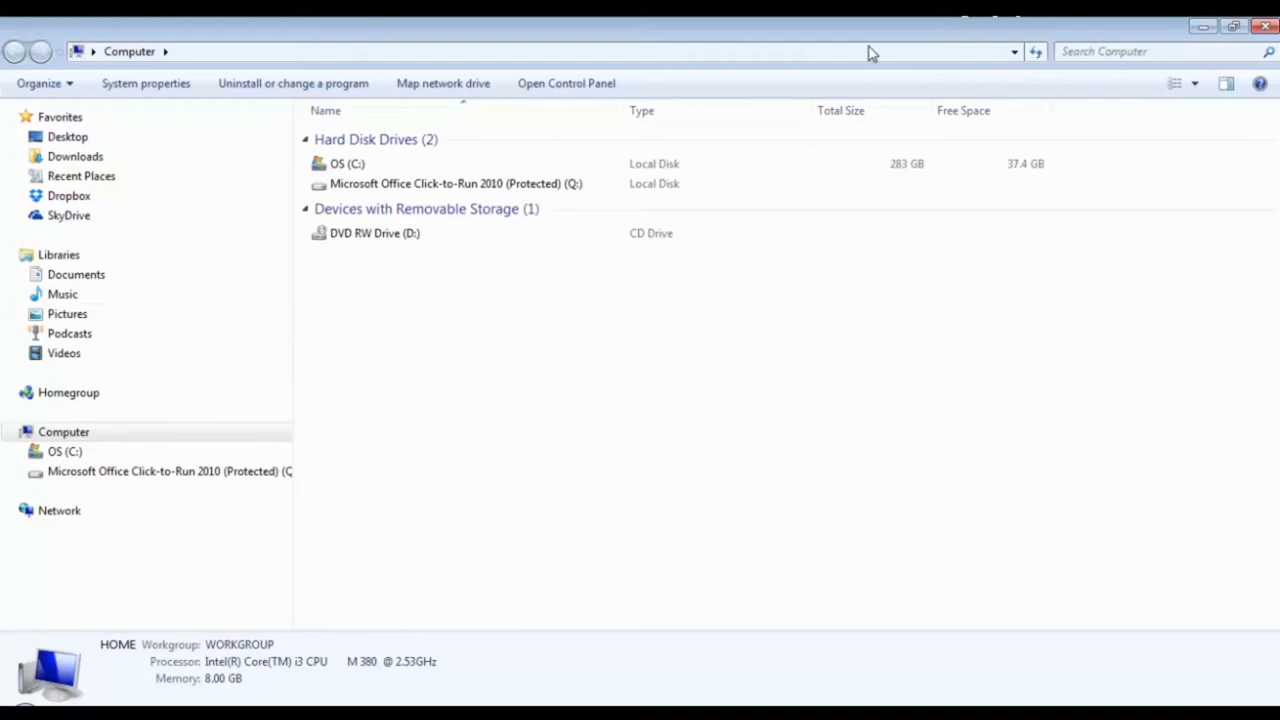 Computer
Search Computer
Organize
System properties
Uninstall or change a program
Map network drive
Open Control Panel
Favorites
Desktop
Downloads
Recent Places
Dropbox
SkyDrive
Libraries
Documents
Music
Pictures
Podcasts
Videos
Homegroup
Computer
OS (C:)
Microsoft Office Click-to-Run 2010 (Protected) (Q
Network
Name Type Total Size Free Space
Hard Disk Drives (2)
OS (C:) Local Disk 283 GB 37.4 GB
Microsoft Office Click-to-Run 2010 (Protected) (Q:) Local Disk
Devices with Removable Storage (1)
DVD RW Drive (D:) CD Drive
HOME Workgroup: WORKGROUP
Processor: Intel(R) Core(TM) i3 CPU M 380 @ 2.53GHz
Memory: 8.00 GB